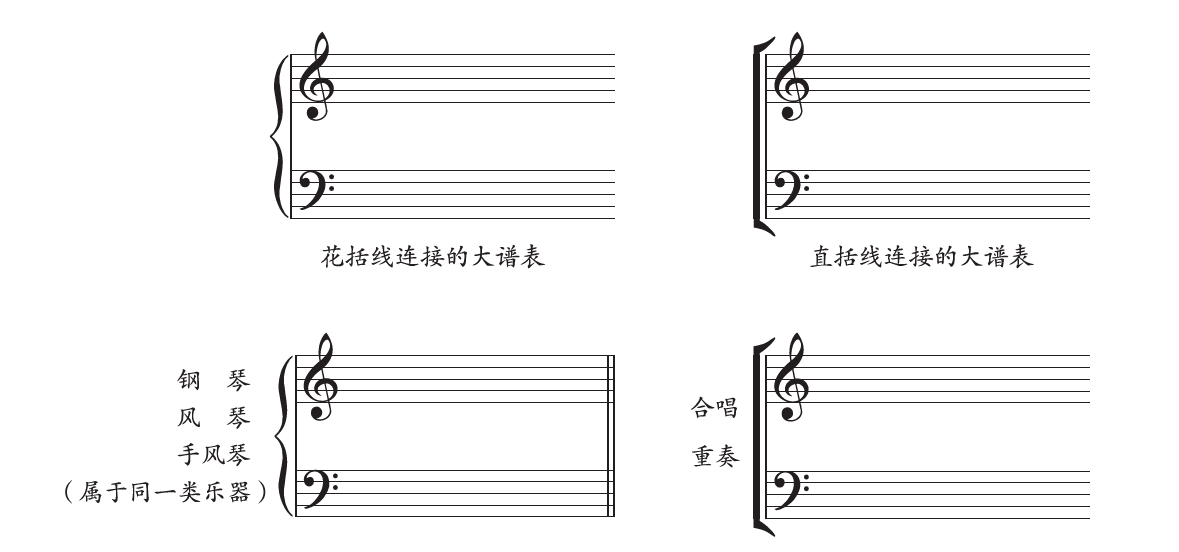 花括线连接的大谱表
直括线连接的大谱表
钢 琴
风 琴
手风琴
（属于同一类乐器）
合唱
重奏